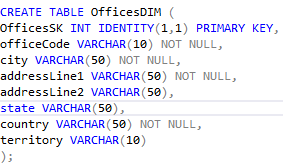 CREATE TABLE OfficesDIM (
OfficesSK INT IDENTITY(1,1) PRIMARY KEY,
officeCode VARCHAR(10) NOT NULL,
city VARCHAR(50) NOT NULL,
addressLine1 VARCHAR(50) NOT NULL,
addressLine2 VARCHAR(50),
state VARCHAR(50),
country VARCHAR(50) NOT NULL,
territory VARCHAR(10)
);